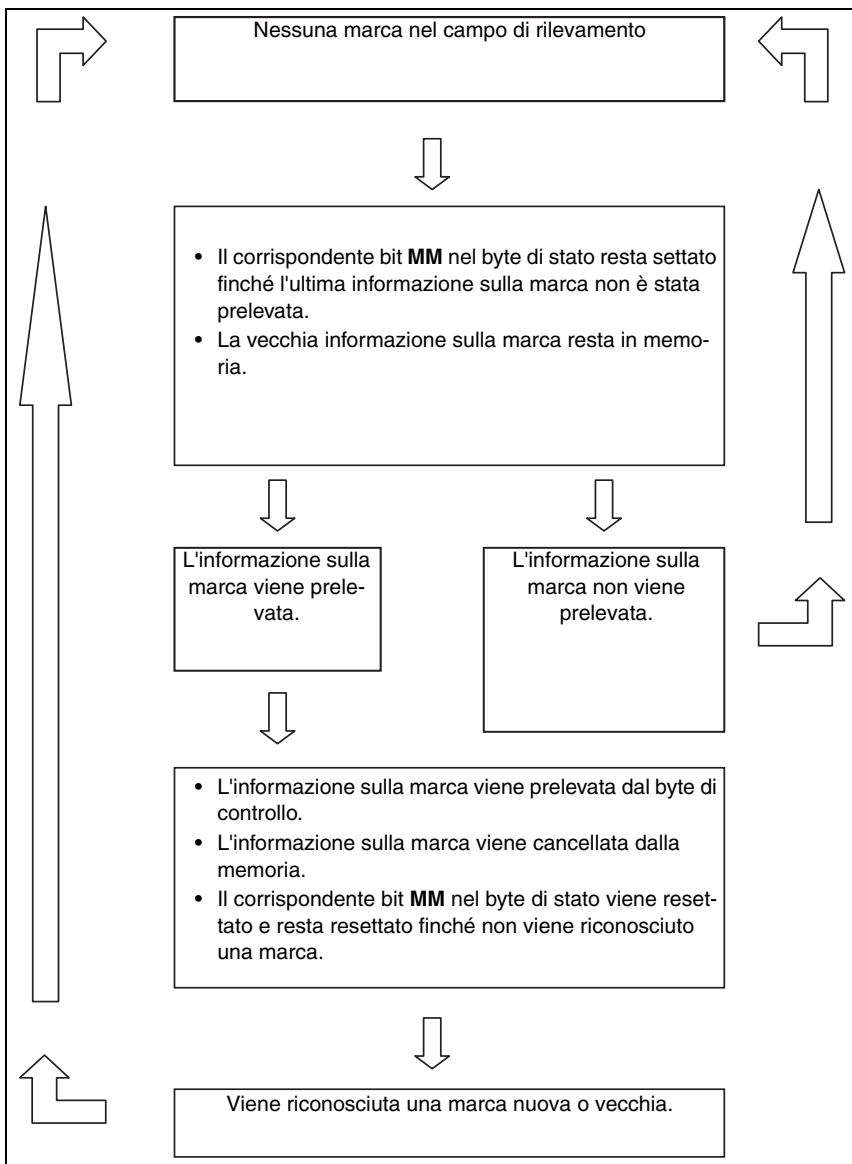 Nessuna marca nel campo di rilevamento
• Il corrispondente bit MM nel byte di stato resta settato
finché l'ultima informazione sulla marca non è stata
prelevata.
• La vecchia informazione sulla marca resta in memo-
ria.
L'informazione sulla
marca viene prele-
vata.
L'informazione sulla
marca non viene
prelevata.
• L'informazione sulla marca viene prelevata dal byte di
controllo.
• L'informazione sulla marca viene cancellata dalla
memoria.
• Il corrispondente bit MM nel byte di stato viene reset-
tato e resta resettato finché non viene riconosciuto
una marca.
Viene riconosciuta una marca nuova o vecchia.